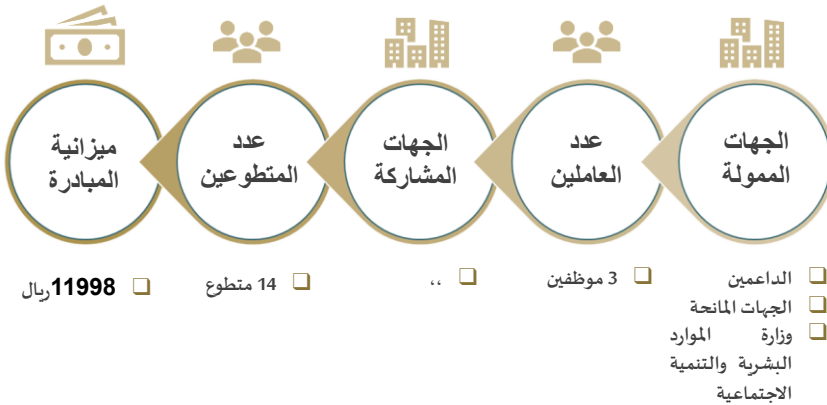 الجهات
الممولة
عدد
العاملين
الجهات
المشاركة
عدد
المتطوعين
ميزانية
المبادرة
الداعمين
الجهات المانحة
وزارة الموارد
البشرية والتنمية
الاجتماعية
3 موظفين
،،
14 متطوع
11998ريال